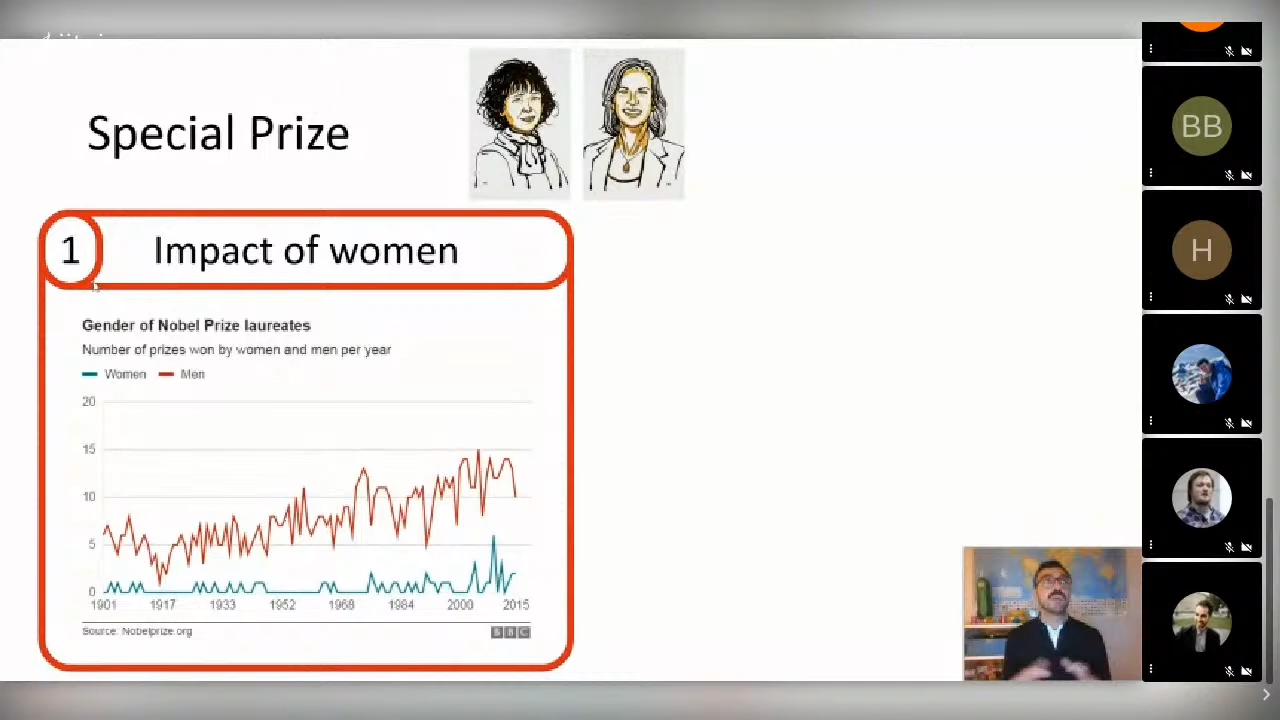 Special Prize
1
Impact of women
Gender of Nobel Prize laureates
Number of prizes won by women and men per year
Women Men
20
15
10
5
0
1901 1917 1933 1952 1968 1984 2000 2015
Source: Nobelprize.org
BBC
BB
H